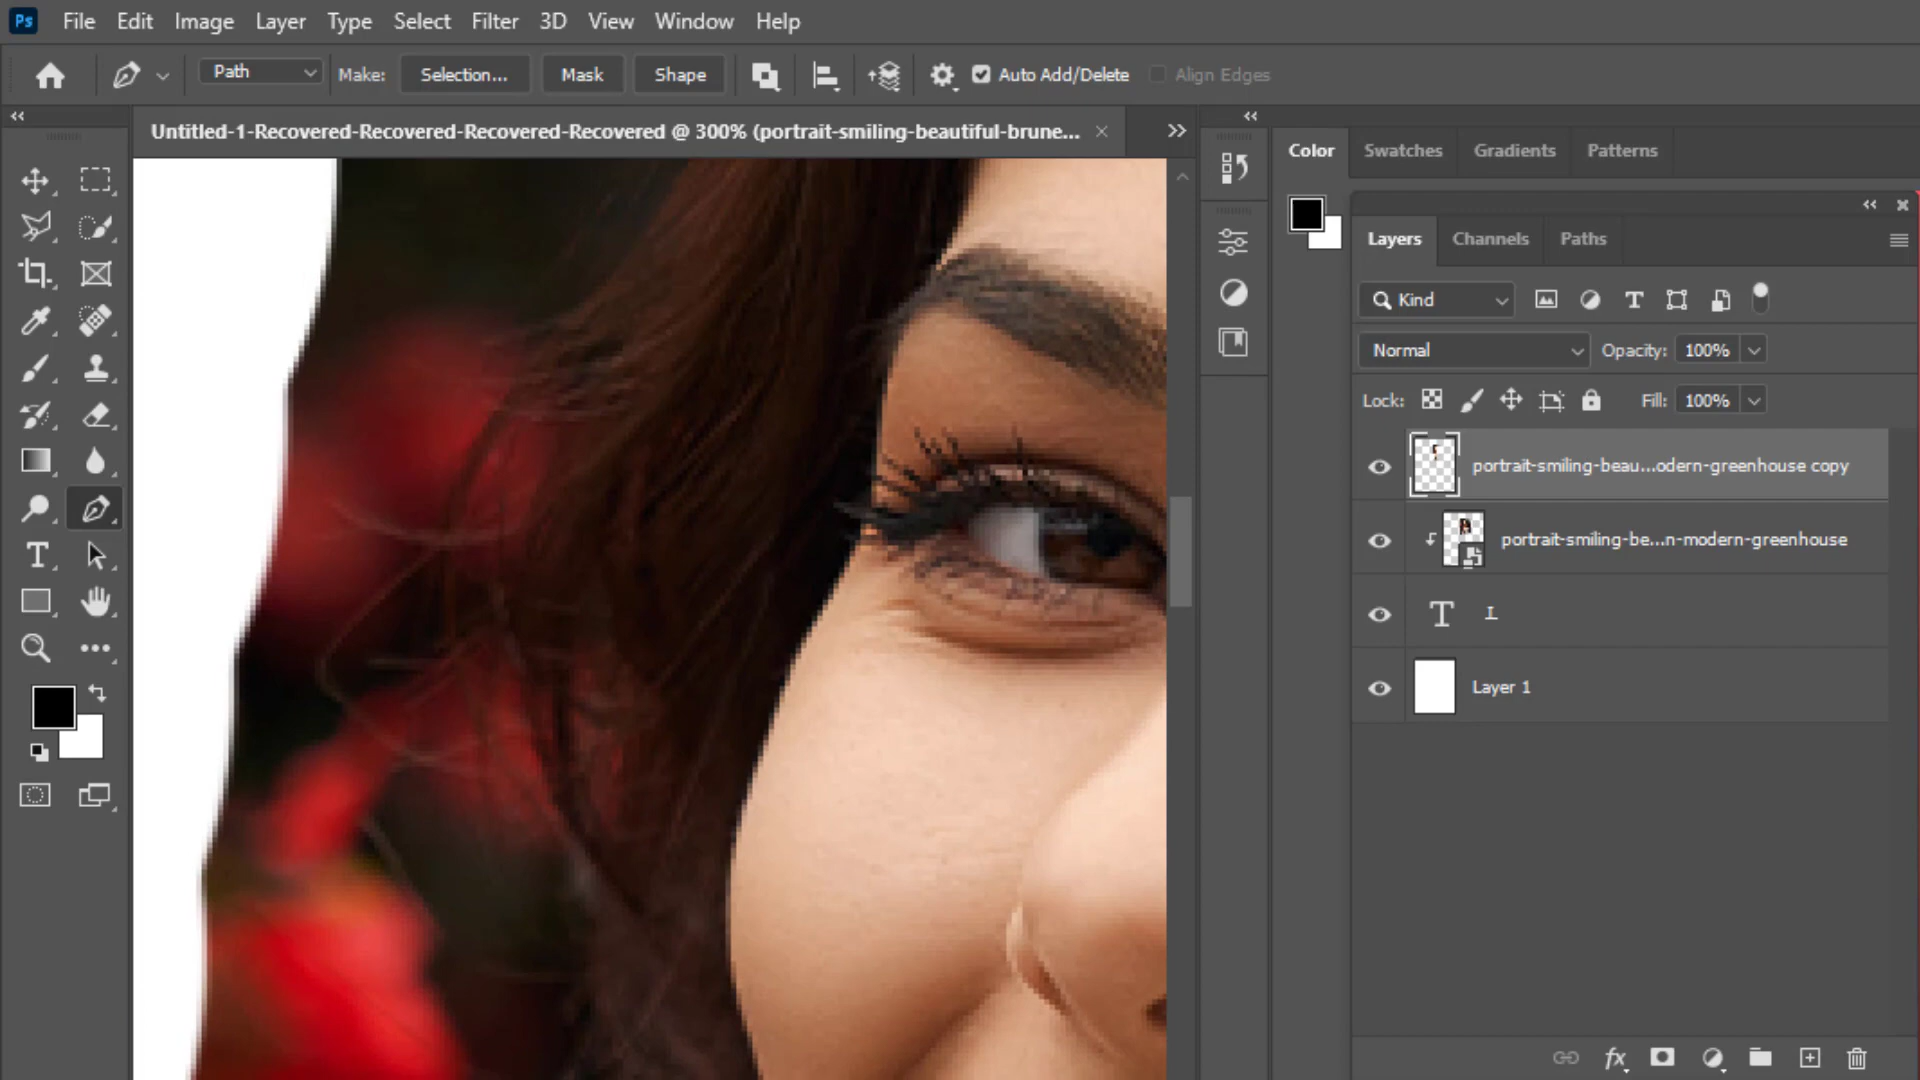 Ps File Edit Image Layer Type Select Filter 3D View Window Help
Path Make: Selection... Mask Shape Auto Add/Delete Align Edges
Untitled-1-Recovered-Recovered-Recovered-Recovered @ 300% (portrait-smiling-beautiful-brune...
Color Swatches Gradients Patterns
Layers Channels Paths
Kind
Normal Opacity: 100%
Lock: Fill: 100%
portrait-smiling-beau...odern-greenhouse copy
portrait-smiling-be...n-modern-greenhouse
T I
Layer 1
fx